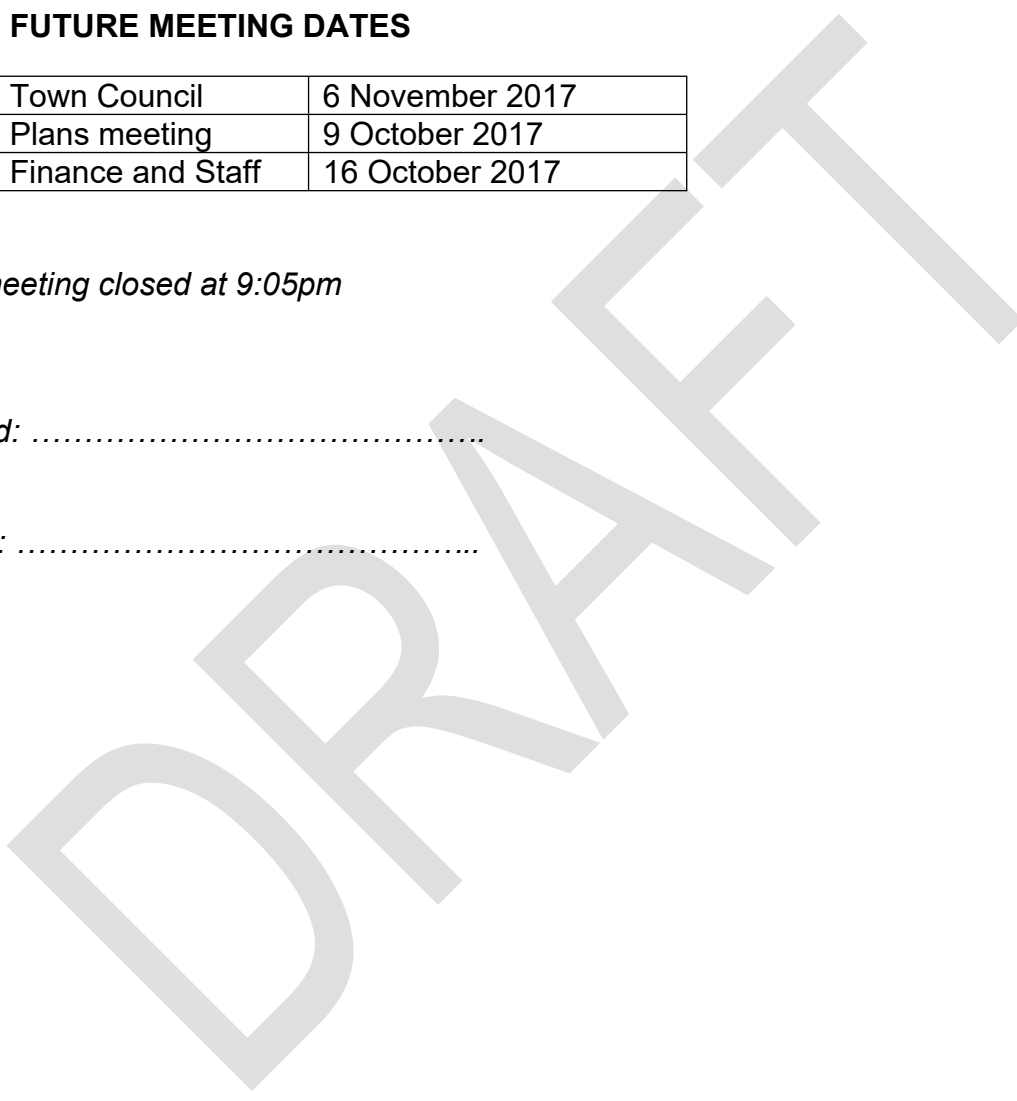 FUTURE MEETING DATES
Town Council 6 November 2017
Plans meeting 9 October 2017
Finance and Staff 16 October 2017
meeting closed at 9:05pm
d: …………………………………….
: ……………………………………..
DRAFT